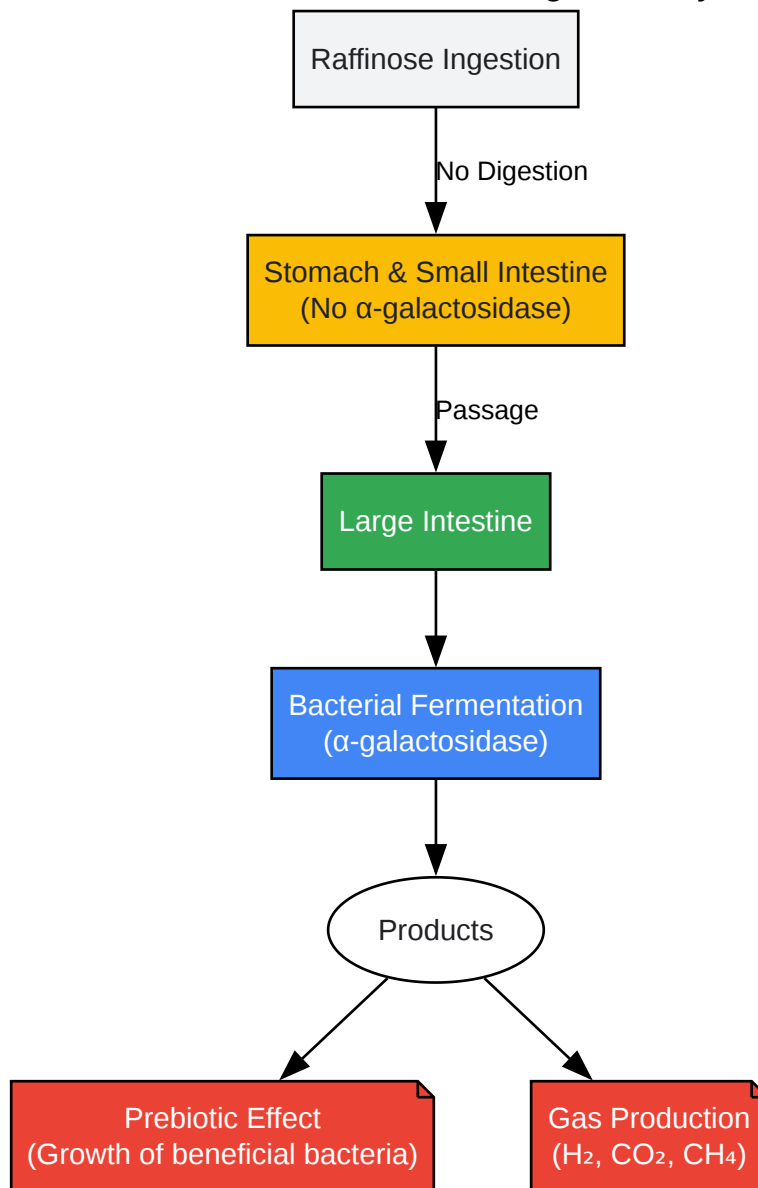 Raffinose Ingestion
No Digestion
Stomach & Small Intestine
(No α-galactosidase)
Passage
Large Intestine
Bacterial Fermentation
(α-galactosidase)
Products
Prebiotic Effect
(Growth of beneficial bacteria)
Gas Production
(H₂, CO₂, CH₄)